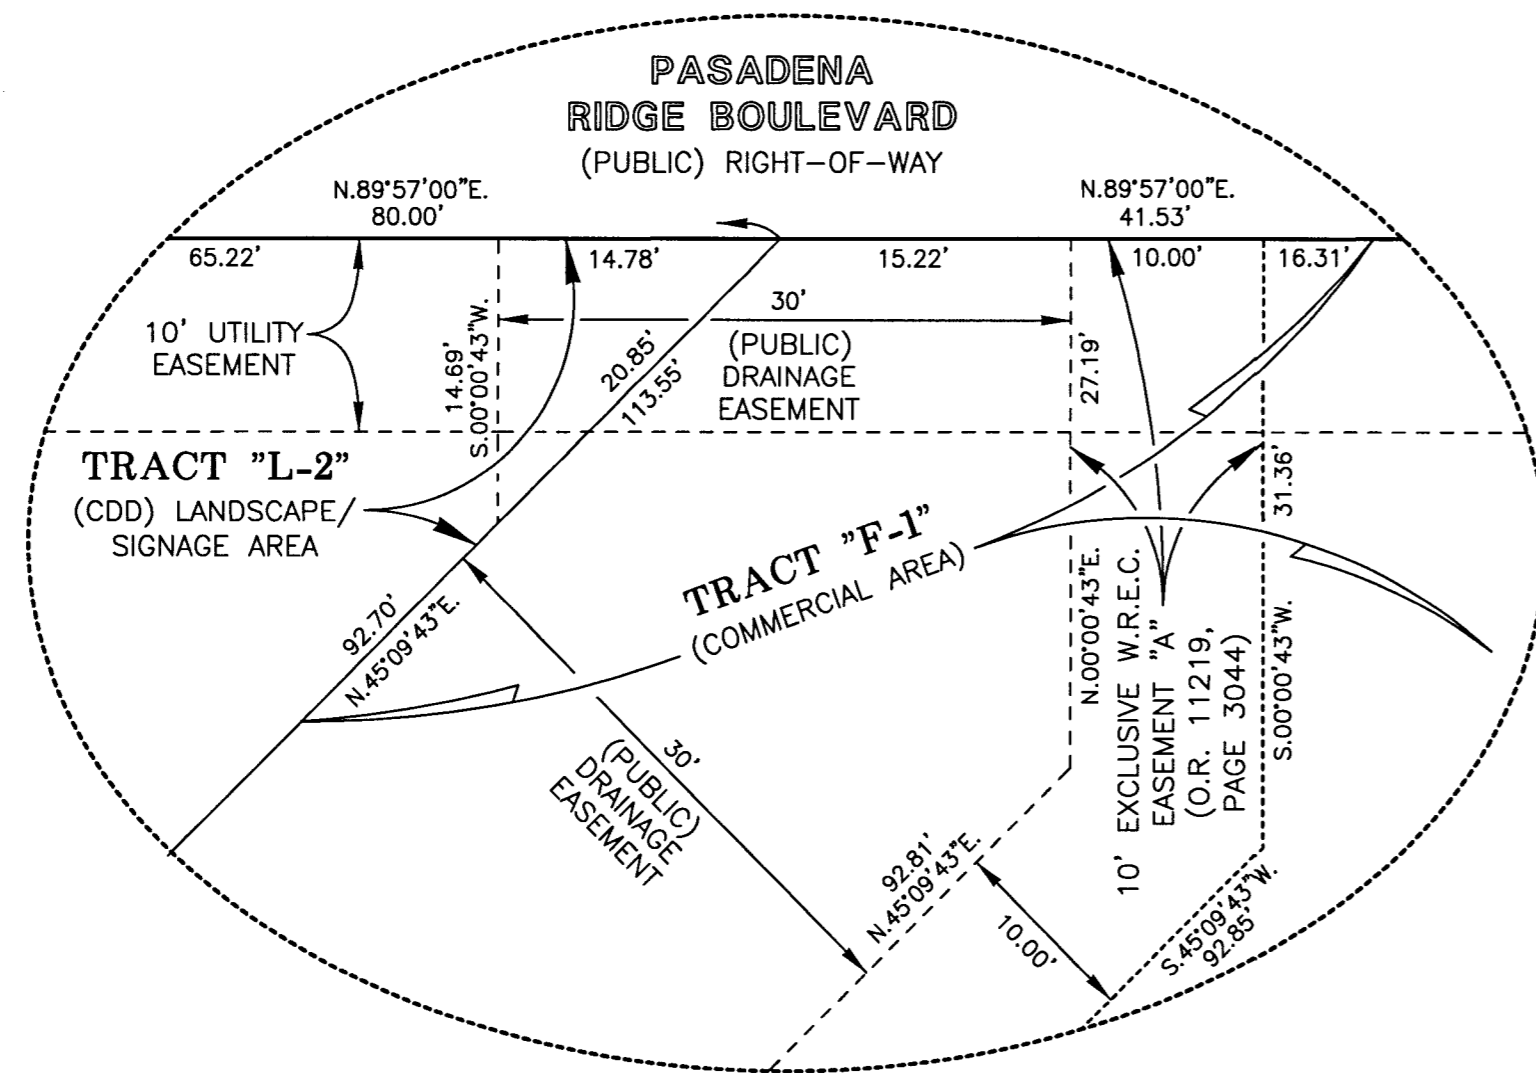 PASADENA
RIDGE BOULEVARD
(PUBLIC) RIGHT-OF-WAY
N.89°57'00"E.
80.00'
N.89°57'00"E.
41.53'
65.22'
14.78'
15.22'
10.00'
16.31'
10' UTILITY
EASEMENT
14.69'
S.00°00'43"W.
20.85'
113.55'
30'
(PUBLIC)
DRAINAGE
EASEMENT
27.19'
N.00°00'43"E.
31.36'
S.00°00'43"W.
TRACT "L-2"
(CDD) LANDSCAPE/
SIGNAGE AREA
TRACT "F-1"
(COMMERCIAL AREA)
92.70'
N.45°09'43"E.
30'
(PUBLIC)
DRAINAGE
EASEMENT
10' EXCLUSIVE W.R.E.C.
EASEMENT "A"
(O.R. 11219,
PAGE 3044)
92.81'
N.45°09'43"E.
10.00'
S.45°09'43"W.
92.85'